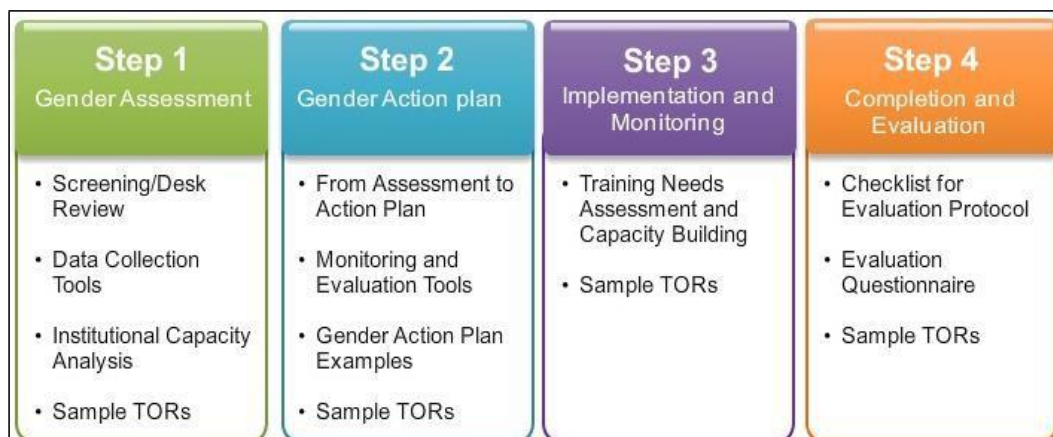 Step 1
Gender Assessment
• Screening/Desk
Review
• Data Collection
Tools
• Institutional Capacity
Analysis
• Sample TORs
Step 2
Gender Action plan
• From Assessment to
Action Plan
• Monitoring and
Evaluation Tools
• Gender Action Plan
Examples
• Sample TORs
Step 3
Implementation and
Monitoring
• Training Needs
Assessment and
Capacity Building
• Sample TORs
Step 4
Completion and
Evaluation
• Checklist for
Evaluation Protocol
• Evaluation
Questionnaire
• Sample TORs